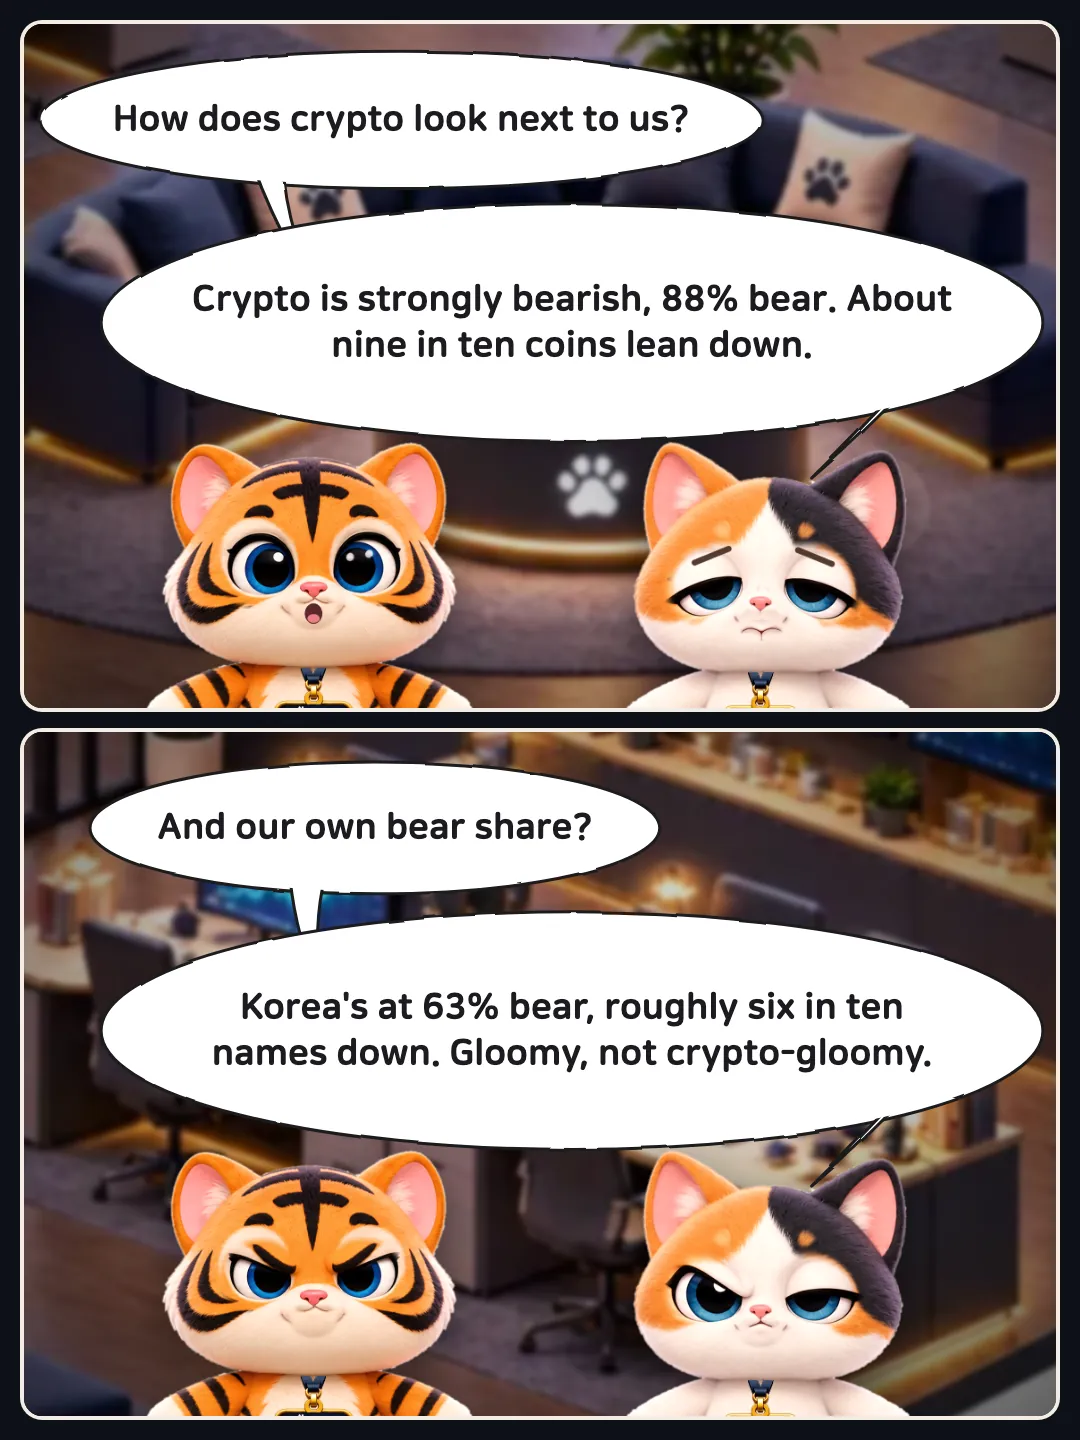 How does crypto look next to us?
Crypto is strongly bearish, 88% bear. About
nine in ten coins lean down.
And our own bear share?
Korea's at 63% bear, roughly six in ten
names down. Gloomy, not crypto-gloomy.